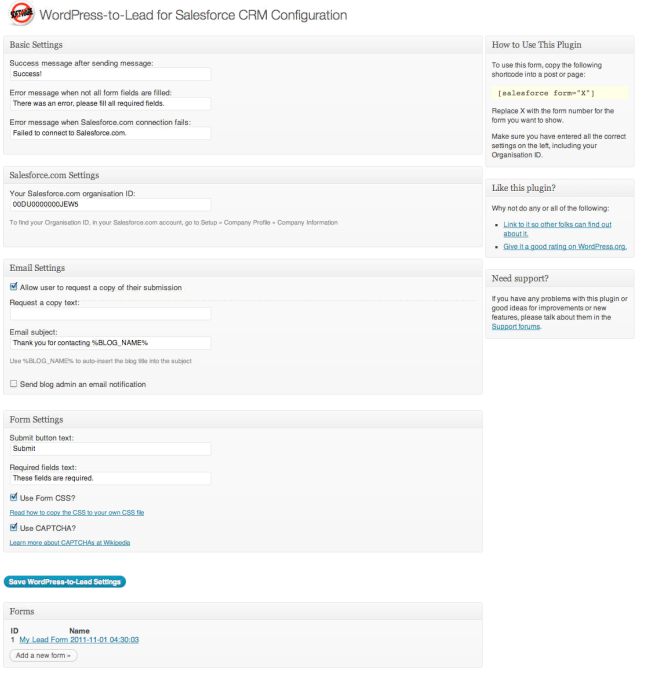 WordPress-to-Lead for Salesforce CRM Configuration
Basic Settings
Success message after sending message:
Success!
Error message when not all form fields are filled:
There was an error, please fill all required fields.
Error message when Salesforce.com connection fails:
Failed to connect to Salesforce.com.
Salesforce.com Settings
Your Salesforce.com organisation ID:
00DU0000000JEW5
To find your Organisation ID, in your Salesforce.com account, go to Setup » Company Profile » Company Information
Email Settings
Allow user to request a copy of their submission
Request a copy text:
Email subject:
Thank you for contacting %BLOG_NAME%
Use %BLOG_NAME% to auto-insert the blog title into the subject
Send blog admin an email notification
Form Settings
Submit button text:
Submit
Required fields text:
These fields are required.
Use Form CSS?
Read how to copy the CSS to your own CSS file
Use CAPTCHA?
Learn more about CAPTCHAs at Wikipedia
Save WordPress-to-Lead Settings
Forms
ID Name
1 My Lead Form 2011-11-01 04:30:03
Add a new form »
How to Use This Plugin
To use this form, copy the following
shortcode into a post or page:
[salesforce form="X"]
Replace X with the form number for the
form you want to show.
Make sure you have entered all the correct
settings on the left, including your
Organisation ID.
Like this plugin?
Why not do any or all of the following:
Link to it so other folks can find out
about it.
Give it a good rating on WordPress.org.
Need support?
If you have any problems with this plugin or
good ideas for improvements or new
features, please talk about them in the
Support forums.